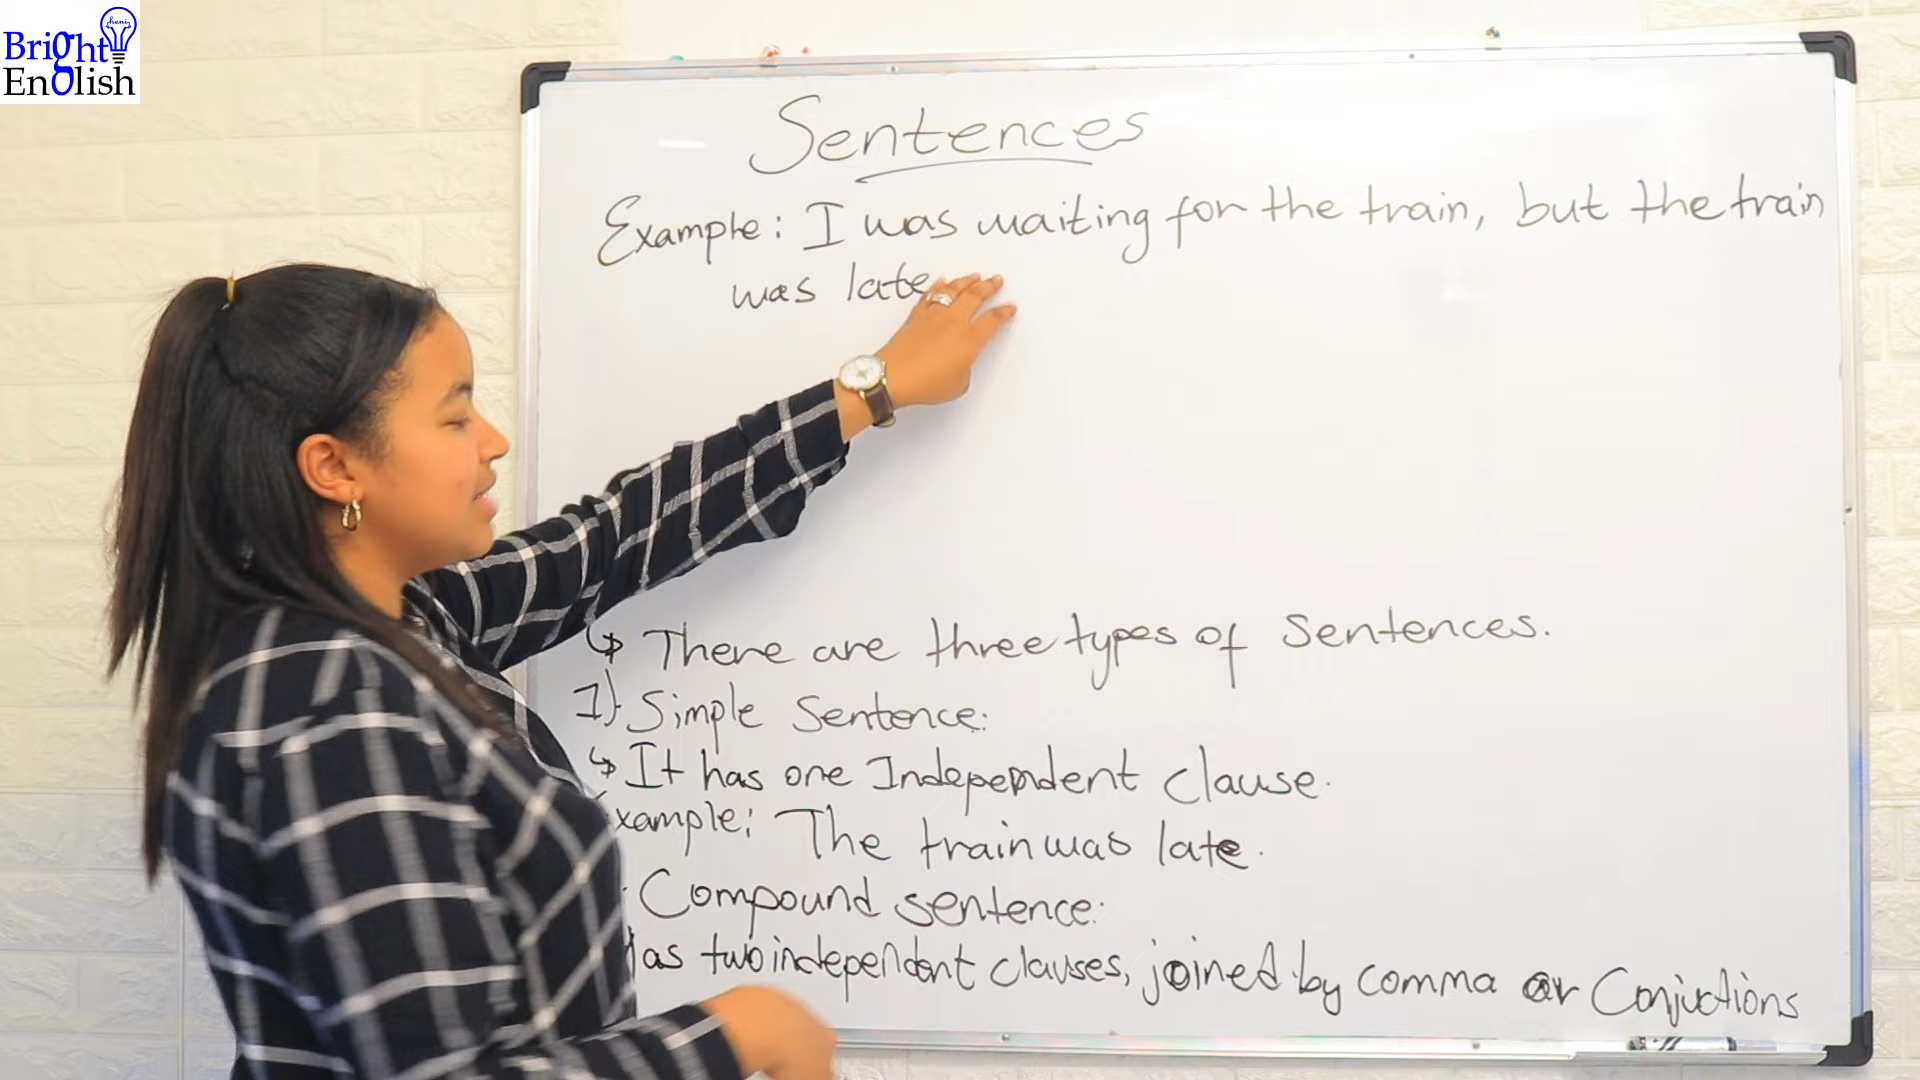 heni
Bright
English
Sentences
Example: I was waiting for the train, but the train
was late
↳ There are three types of Sentences.
1) Simple Sentence:
↳ It has one Independent clause.
xample: The train was late.
Compound sentence:
Has two independent clauses, joined by comma or Conjuctions